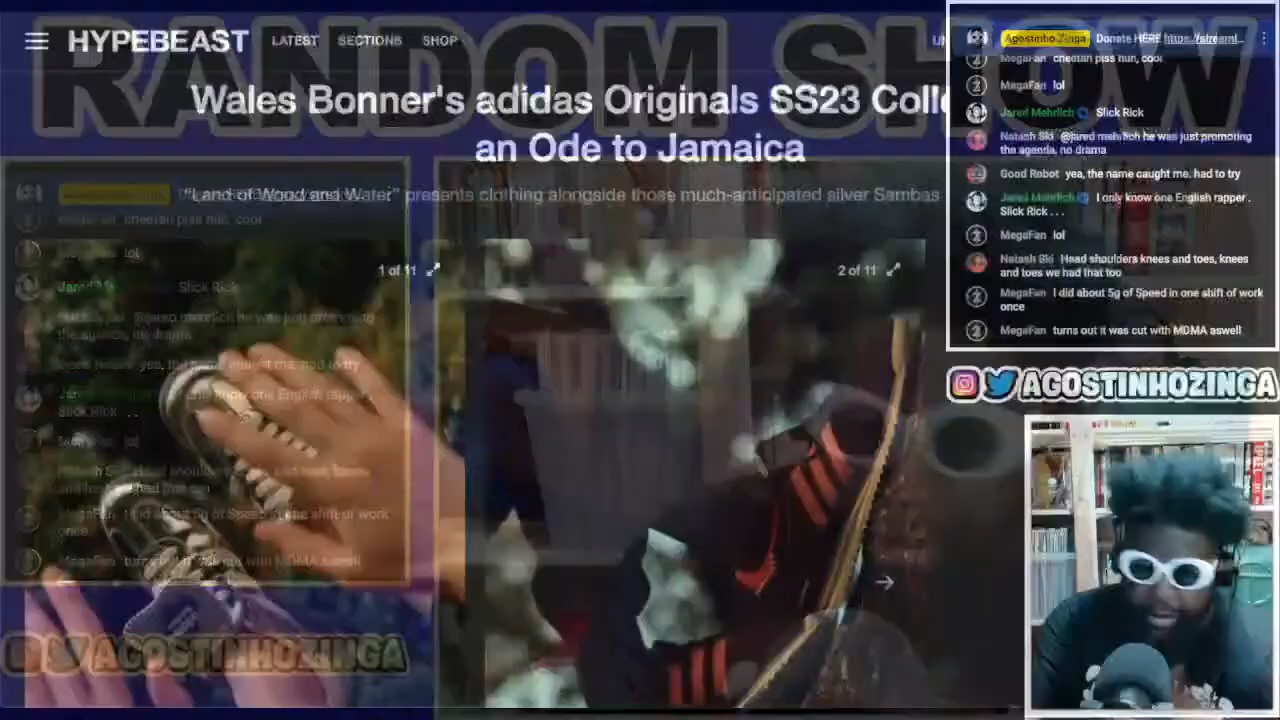 RANDOM SHOW
HYPEBEAST
LATEST
SECTIONS
SHOP
Wales Bonner's adidas Originals SS23
an Ode to Jamaica
"Land of Wood and Water" presents clothing alongside those much-anticipated silver Sambas
1 of 11
2 of 11
Agostinho Zinga Donate HERE https://streaml...
MegaFan cheetah piss huh, cool
MegaFan lol
Jared Mehrlich Slick Rick
Natash Ski @jared mehrlich he was just promoting
the agenda, no drama
Good Robot yea, the name caught me, had to try
Jared Mehrlich I only know one English rapper.
Slick Rick . . .
MegaFan lol
Natash Ski Head shoulders knees and toes, knees
and toes we had that too
MegaFan I did about 5g of Speed in one shift of work
once
MegaFan turns out it was cut with MDMA aswell
AGOSTINHOZINGA
AGOSTINHOZINGA